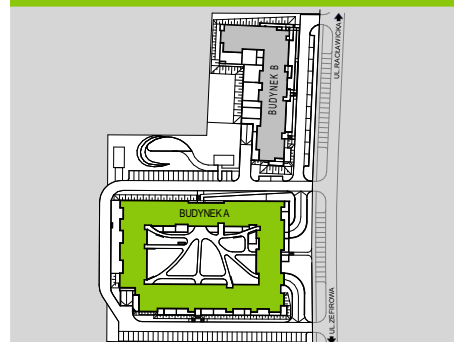 UL. RACŁAWICKA
BUDYNEK B
BUDYNEK A
UL. ZEFIROWA